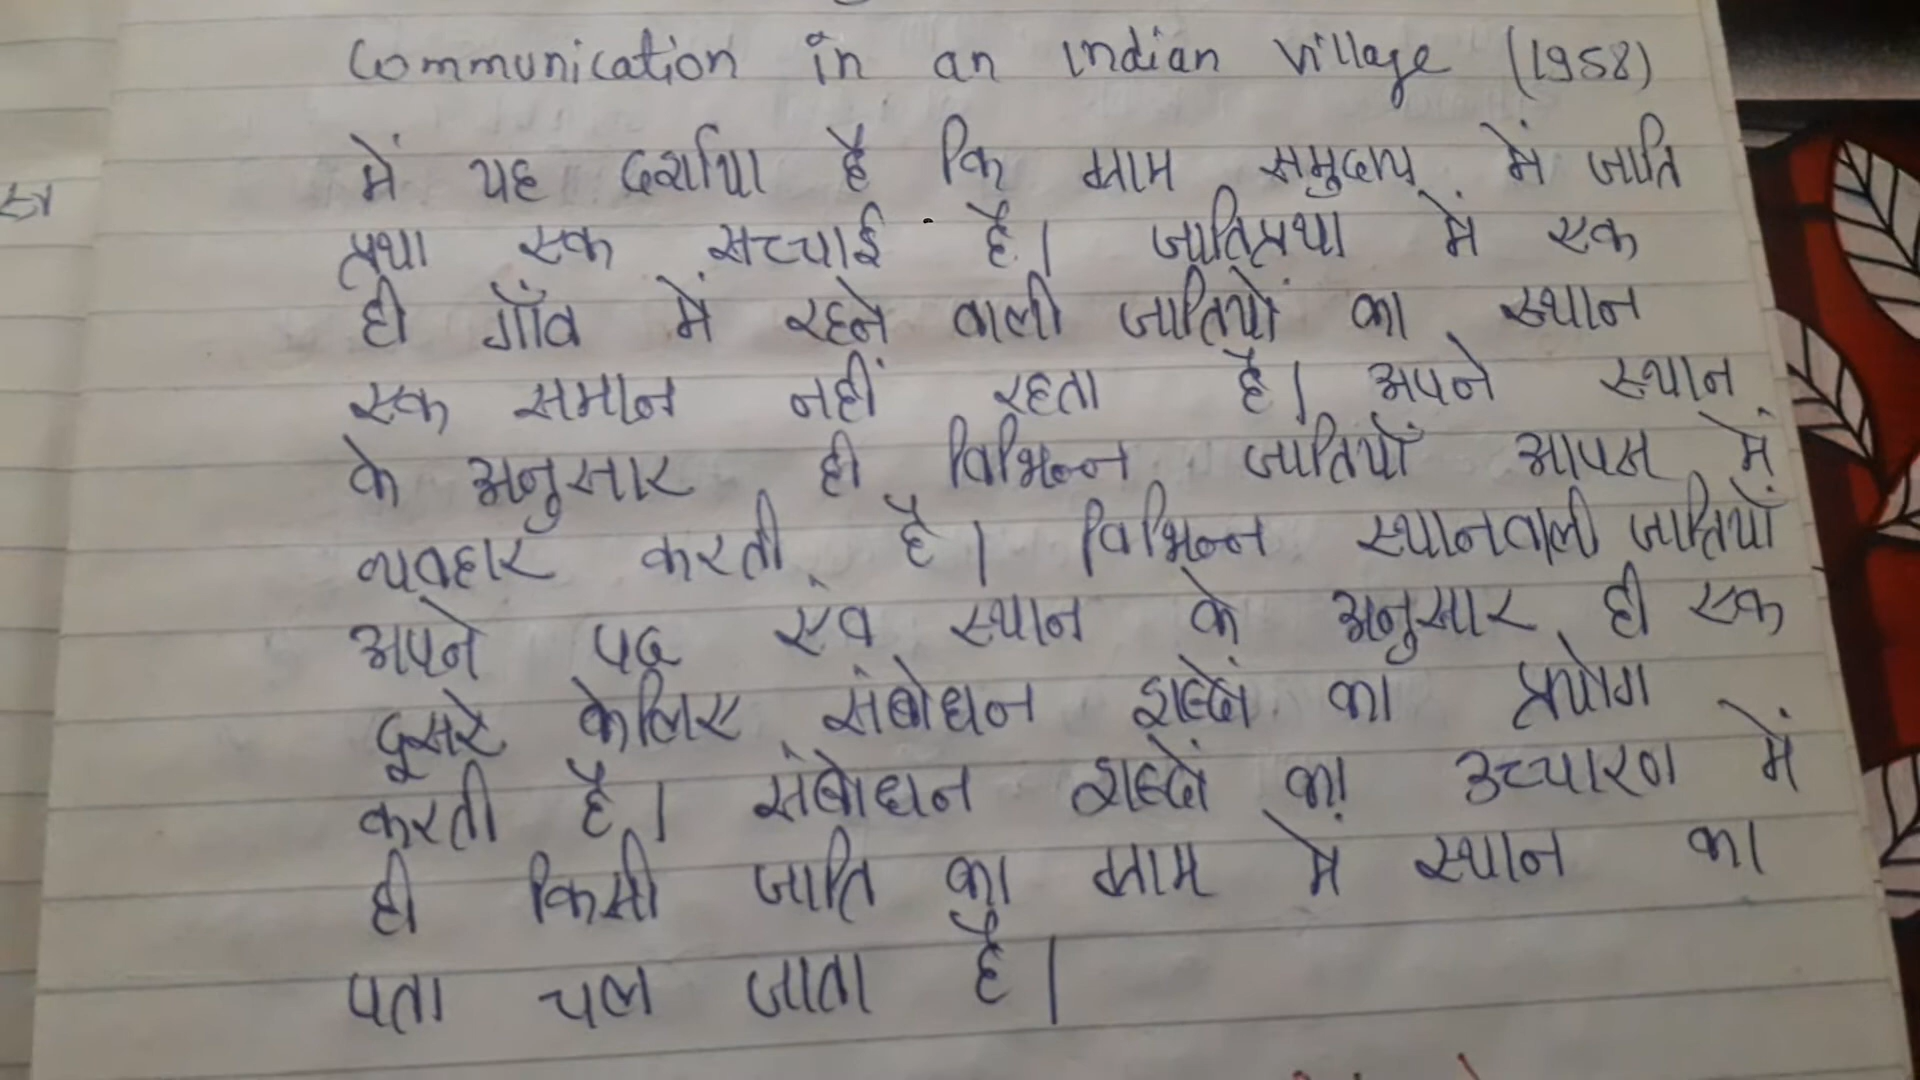 Communication in an Indian Village (1958)
में यह दर्शाया है कि ग्राम समुदाय में जाति
प्रथा एक सच्चाई है। जातिप्रथा में एक
ही गाँव में रहने वाली जातियों का स्थान
एक समान नहीं रहता है। अपने स्थान
के अनुसार ही विभिन्न जातियाँ आपस में
व्यवहार करती है। विभिन्न स्थानवाली जातियाँ
अपने पद एंव स्थान के अनुसार ही एक
दूसरे केलिए संबोधन शब्दों का प्रयोग
करती है। संबोधन शब्दों का उच्चारण में
ही किसी जाति का ग्राम में स्थान का
पता चल जाता है।